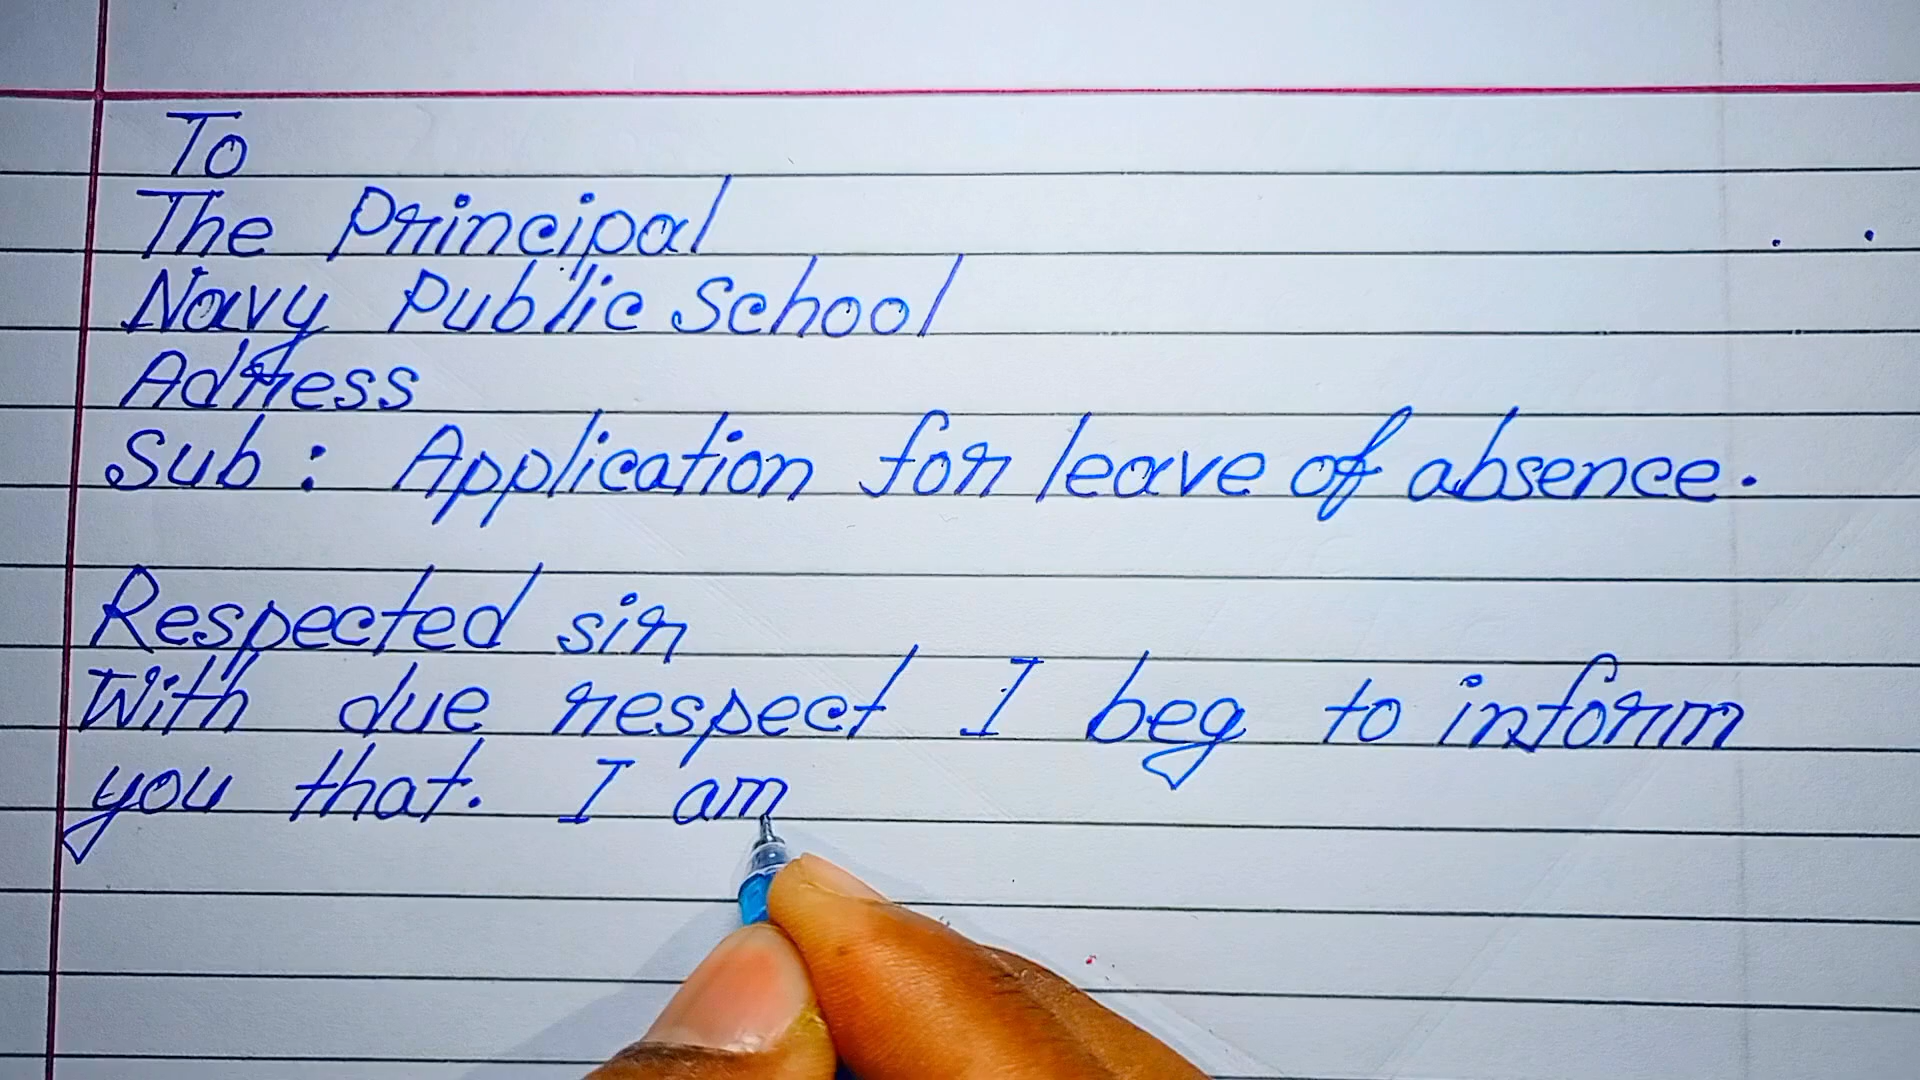 To
The Principal
Navy Public School
Adress
Sub : Application for leave of absence.
Respected sir
With due respect I beg to inform
you that. I am